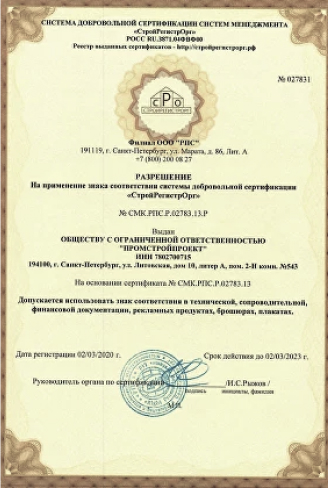 СИСТЕМА ДОБРОВОЛЬНОЙ СЕРТИФИКАЦИИ СИСТЕМ МЕНЕДЖМЕНТА
«СтройРегистрОрг»
РОСС RU.3871.04ФВФ0
Реестр выданных сертификатов - http://стройрегистрорг.рф
№ 027831
СРО
СТРОЙРЕГИСТРОРГ
Филиал ООО "РПС"
191119, г. Санкт-Петербург, ул. Марата, д. 86, Лит. А
+7 (800) 200 08 27
РАЗРЕШЕНИЕ
На применение знака соответствия системы добровольной сертификации
«СтройРегистрОрг»
№ СМК.РПС.Р.02783.13.Р
Выдан
ОБЩЕСТВУ С ОГРАНИЧЕННОЙ ОТВЕТСТВЕННОСТЬЮ
"ПРОМСТРОЙПРОЕКТ"
ИНН 7802700715
194100, г. Санкт-Петербург, ул. Литовская, дом 10, литер А, пом. 2-Н комн. №543
На основании сертификата № СМК.РПС.Р.02783.13
Допускается использовать знак соответствия в технической, сопроводительной,
финансовой документации, рекламных продуктах, брошюрах, плакатах.
Дата регистрации 02/03/2020 г.
Срок действия до 02/03/2023 г.
Руководитель органа по сертификации
/И.С.Рыжов /
подпись
инициалы, фамилия
М.П.